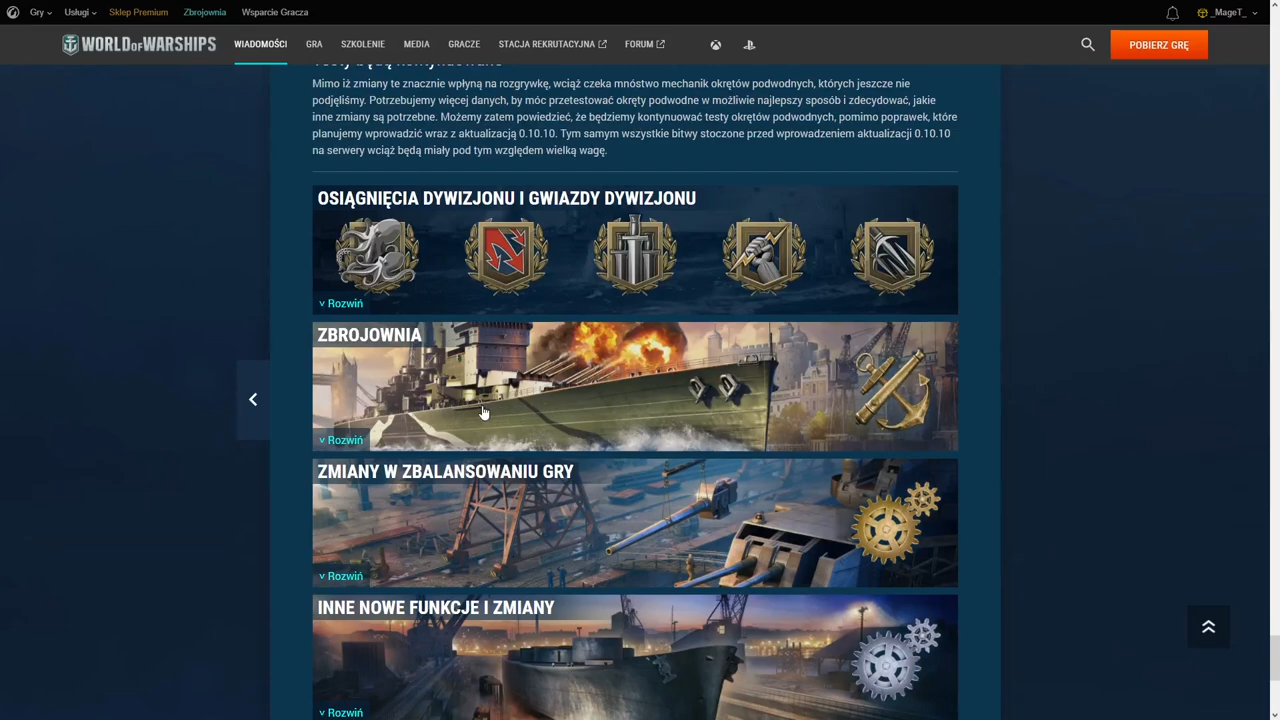 Gry
Usługi
Sklep Premium
Zbrojownia
Wsparcie Gracza
_MageT_
WORLD OF WARSHIPS
WIADOMOŚCI
GRA
SZKOLENIE
MEDIA
GRACZE
STACJA REKRUTACYJNA
FORUM
POBIERZ GRĘ
Testy będą kontynuowane
Mimo iż zmiany te znacznie wpłyną na rozgrywkę, wciąż czeka mnóstwo mechanik okrętów podwodnych, których jeszcze nie
podjęliśmy. Potrzebujemy więcej danych, by móc przetestować okręty podwodne w możliwie najlepszy sposób i zdecydować, jakie
inne zmiany są potrzebne. Możemy zatem powiedzieć, że będziemy kontynuować testy okrętów podwodnych, pomimo poprawek, które
planujemy wprowadzić wraz z aktualizacją 0.10.10. Tym samym wszystkie bitwy stoczone przed wprowadzeniem aktualizacji 0.10.10
na serwery wciąż będą miały pod tym względem wielką wagę.
OSIĄGNIĘCIA DYWIZJONU I GWIAZDY DYWIZJONU
v Rozwiń
ZBROJOWNIA
v Rozwiń
ZMIANY W ZBALANSOWANIU GRY
v Rozwiń
INNE NOWE FUNKCJE I ZMIANY
v Rozwiń